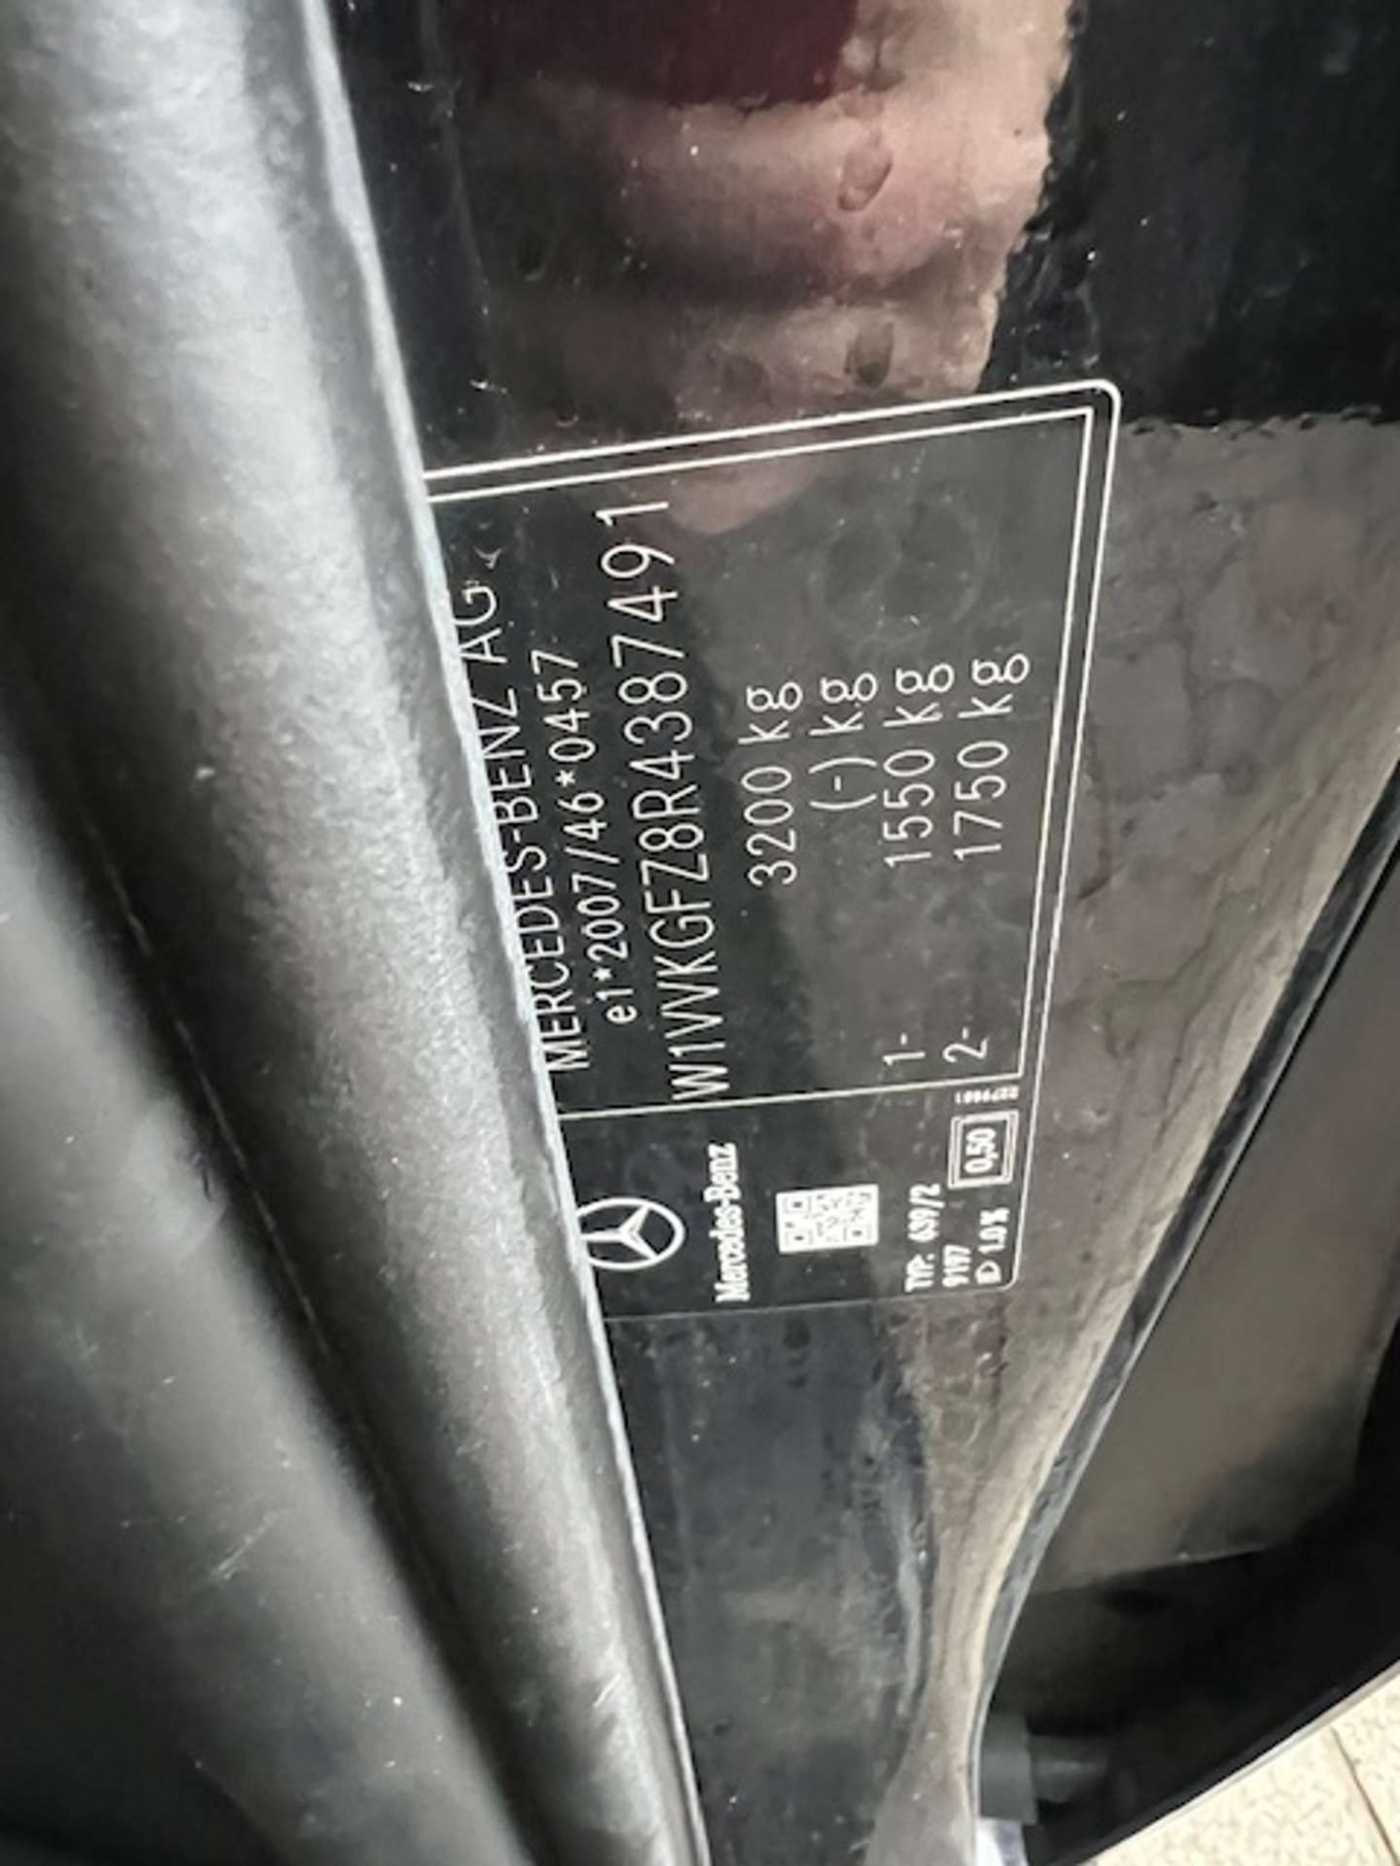 MERCEDES-BENZ AG
e1*2007/46*0457
W1VVKGFZ8R4387491
3200 kg
(-) kg
1- 1550 kg
2- 1750 kg
Mercedes-Benz
TYP: 639/2
9197
1.0%
0,50